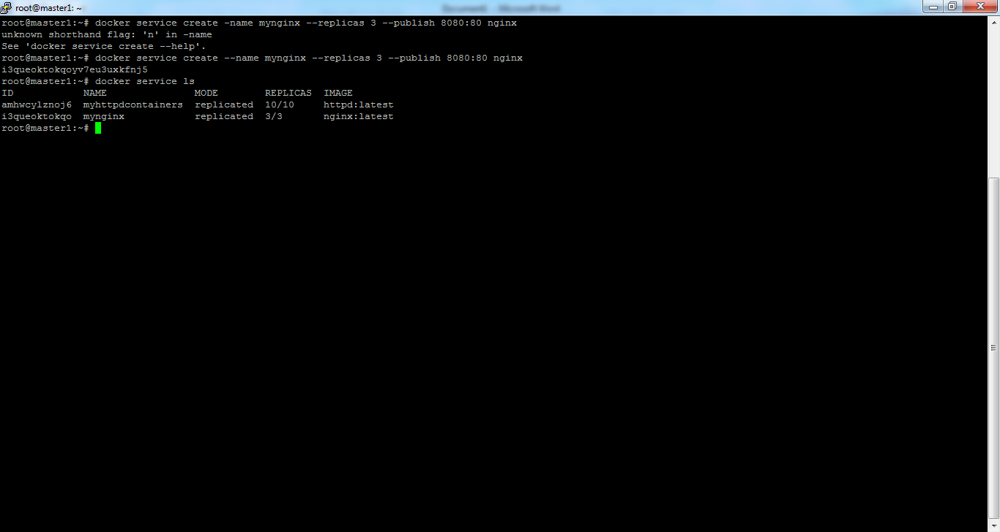 root@master1: ~
Document1 - Microsoft Word
root@master1:~# docker service create -name mynginx --replicas 3 --publish 8080:80 nginx
unknown shorthand flag: 'n' in -name
See 'docker service create --help'.
root@master1:~# docker service create --name mynginx --replicas 3 --publish 8080:80 nginx
i3queoktokqoyv7eu3uxkfnj5
root@master1:~# docker service ls
ID NAME MODE REPLICAS IMAGE
amhwcylznoj6 myhttpdcontainers replicated 10/10 httpd:latest
i3queoktokqo mynginx replicated 3/3 nginx:latest
root@master1:~#